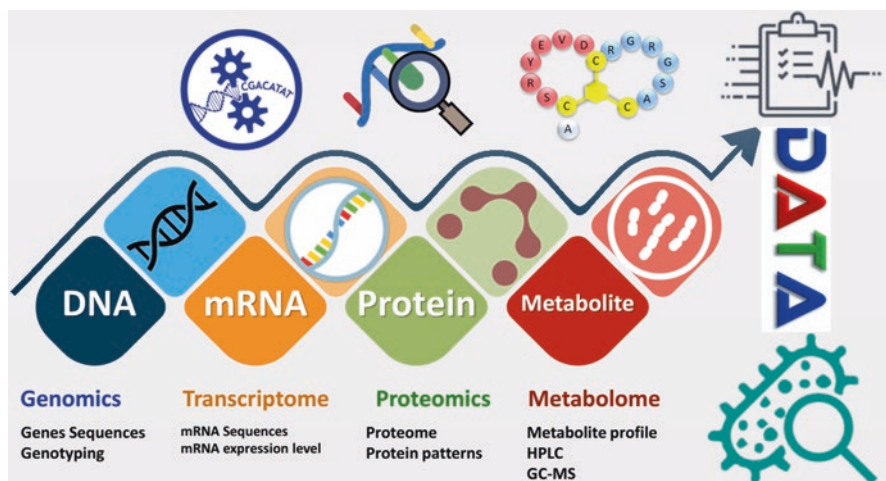 CGACATAT
E V D C R G R G S A C
Y R S C A
DATA
DNA
mRNA
Protein
Metabolite
Genomics
Genes Sequences
Genotyping
Transcriptome
mRNA Sequences
mRNA expression level
Proteomics
Proteome
Protein patterns
Metabolome
Metabolite profile
HPLC
GC-MS